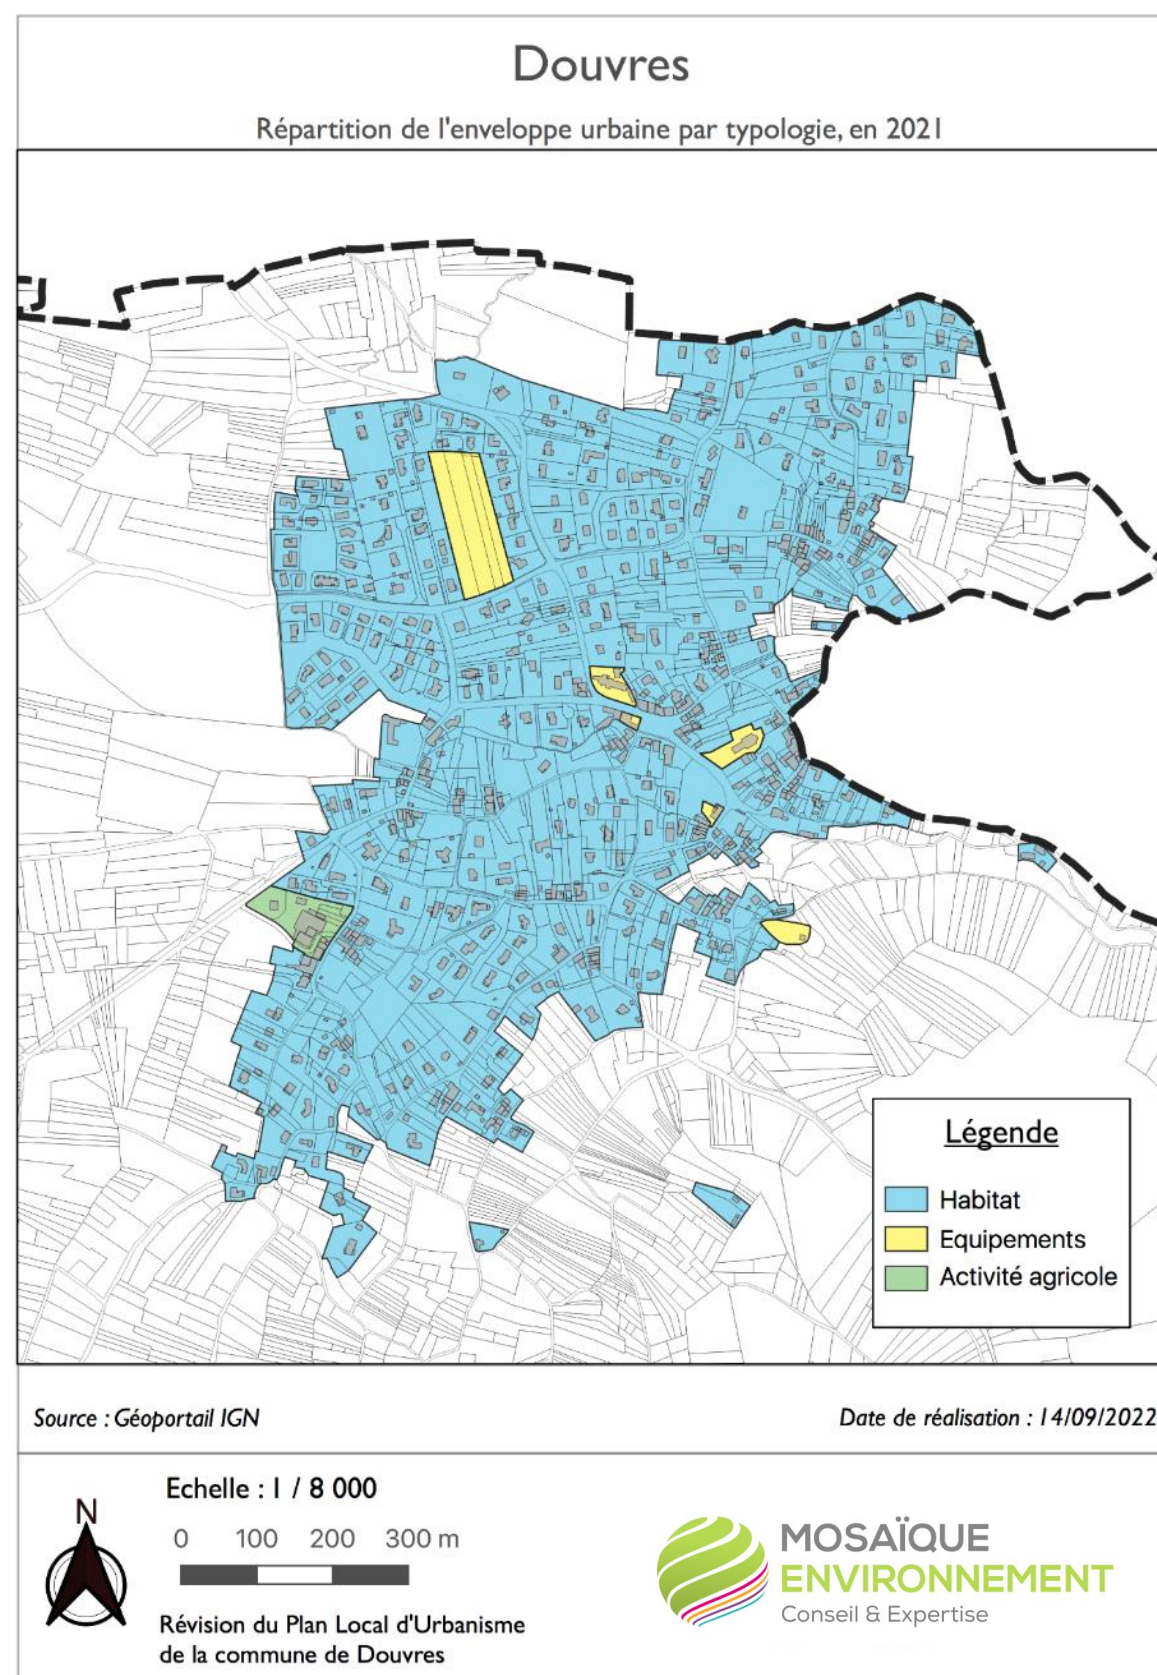 Douvres
Répartition de l'enveloppe urbaine par typologie, en 2021
Légende
Habitat
Equipements
Activité agricole
Source : Géoportail IGN
Date de réalisation : 14/09/2022
Echelle : 1 / 8 000
N
0 100 200 300 m
Révision du Plan Local d'Urbanisme
de la commune de Douvres
MOSAÏQUE
ENVIRONNEMENT
Conseil & Expertise